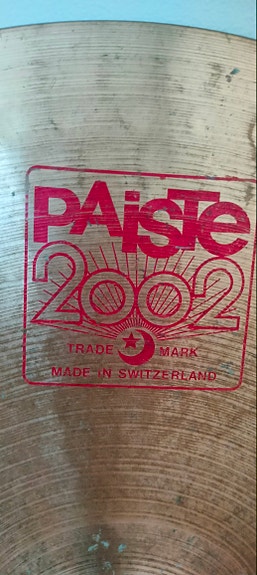 PAiSTe
2002
TRADE MARK
MADE IN SWITZERLAND